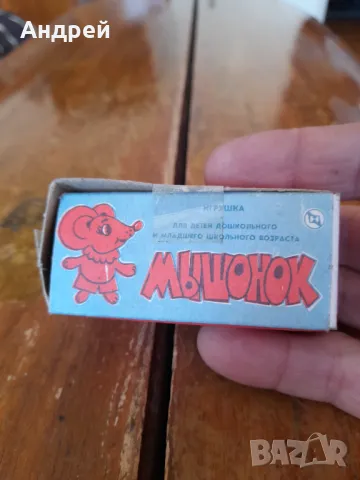 Андрей
ИГРУШКА
ДЛЯ ДЕТЕЙ ДОШКОЛЬНОГО
И МЛАДШЕГО ШКОЛЬНОГО ВОЗРАСТА
МЫШОНОК
BAZAR